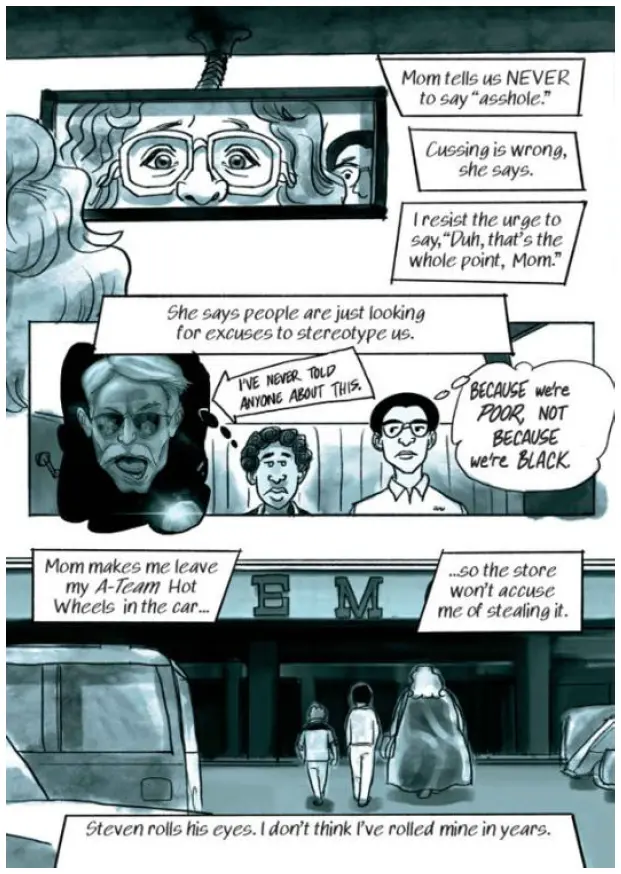 Mom tells us NEVER
to say "asshole."
Cussing is wrong,
she says.
I resist the urge to
say, "Duh, that's the
whole point, Mom."
She says people are just looking
for excuses to stereotype us.
I'VE NEVER TOLD
ANYONE ABOUT THIS.
BECAUSE we're
POOR, NOT
BECAUSE
we're BLACK.
Mom makes me leave
my A-Team Hot
Wheels in the car...
...so the store
won't accuse
me of stealing it.
E M
Steven rolls his eyes. I don't think I've rolled mine in years.